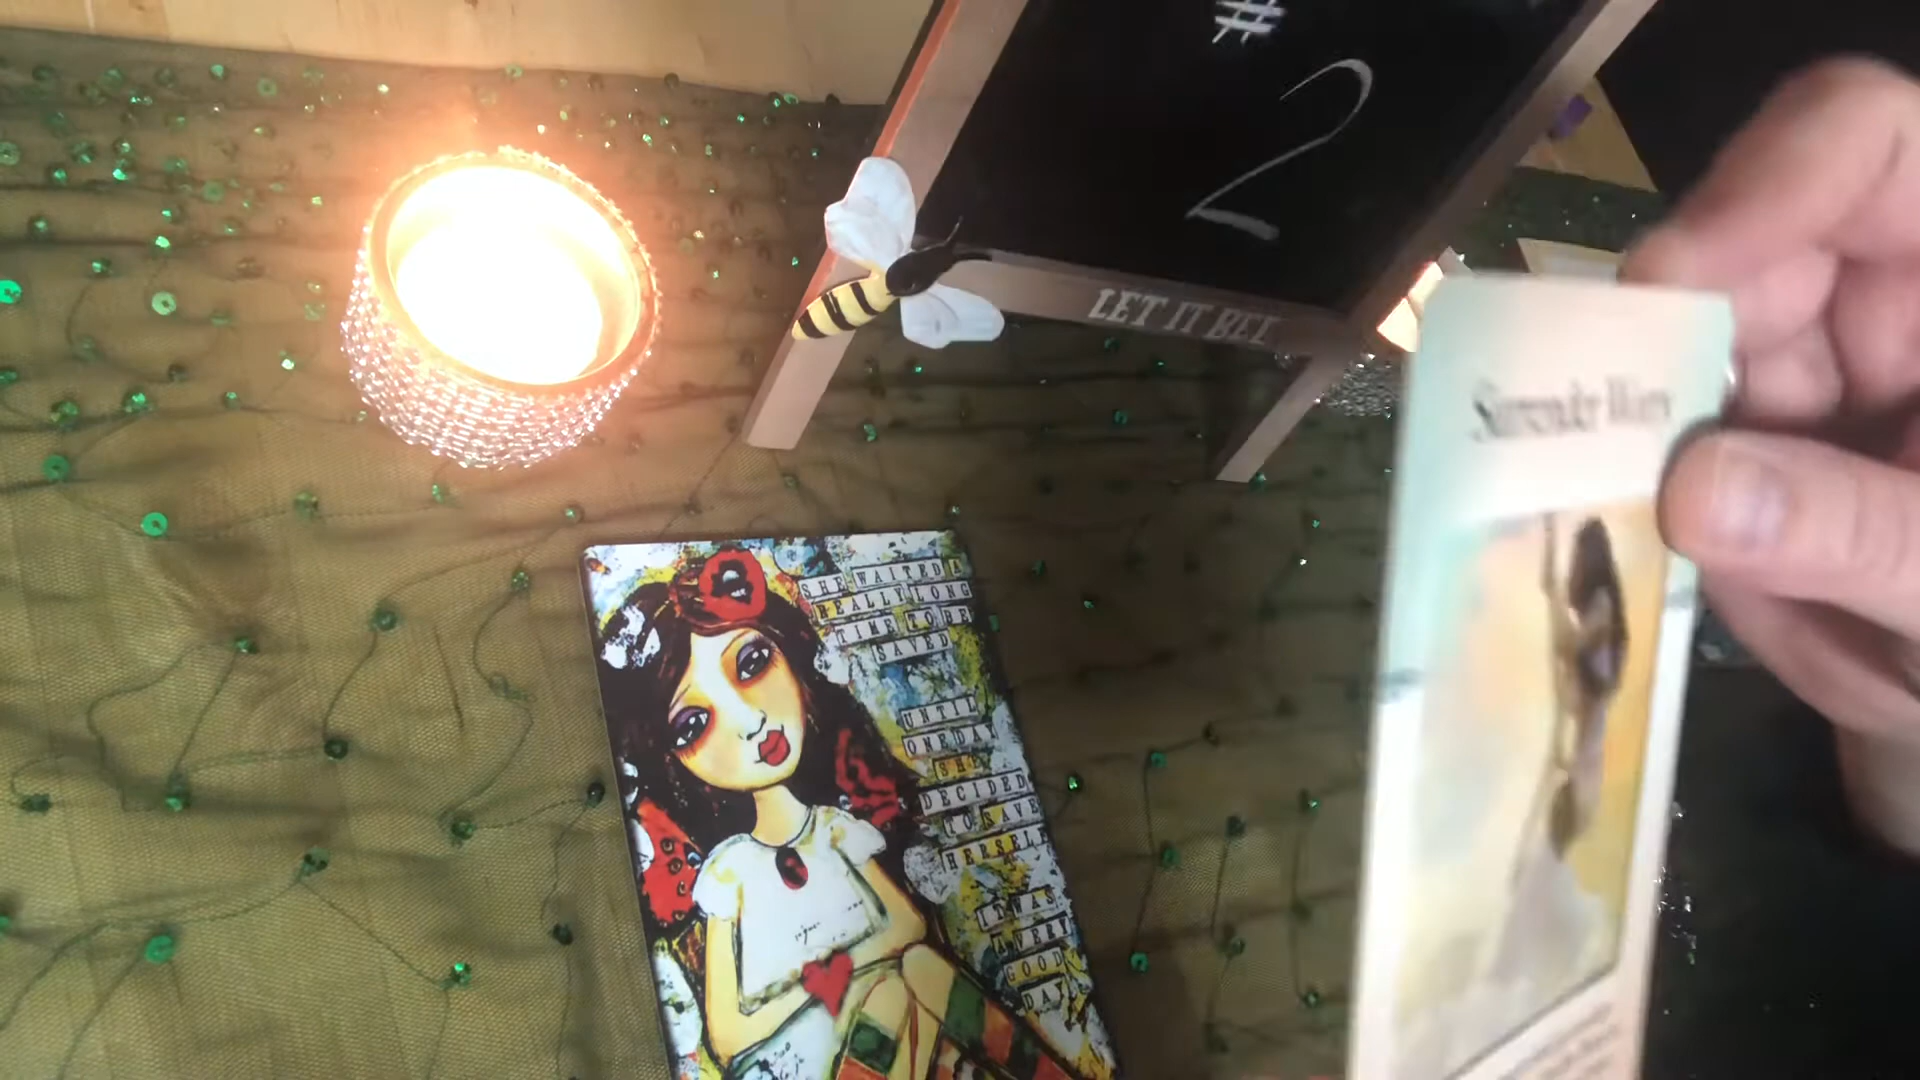 #
2
LET IT BEE
SHE WAITED A
REALLY LONG
TIME TO BE
SAVED
UNTIL
ONE DAY
SHE
DECIDED
TO SAVE
HERSELF
IT WAS
A VERY
GOOD
DAY
Surrender